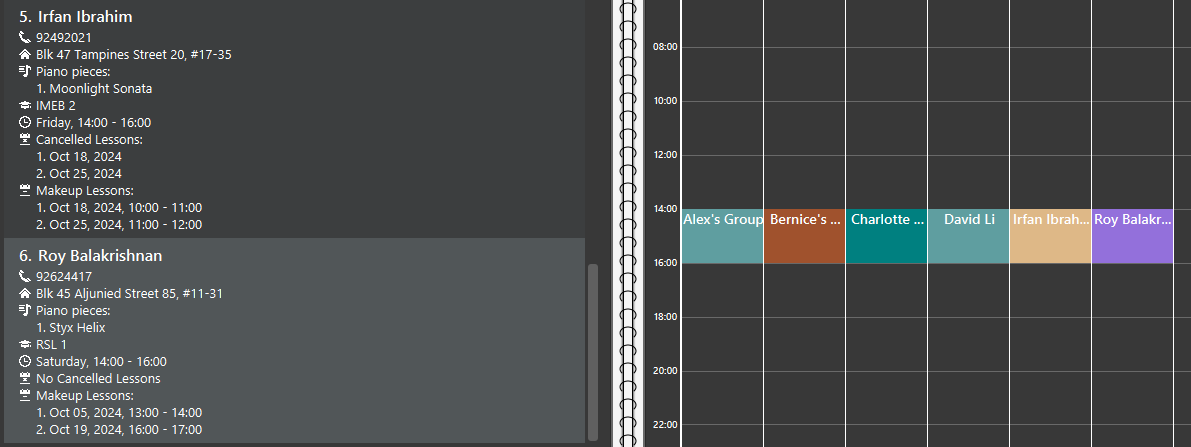 5. Irfan Ibrahim
92492021
Blk 47 Tampines Street 20, #17-35
Piano pieces:
1. Moonlight Sonata
IMEB 2
Friday, 14:00 - 16:00
Cancelled Lessons:
1. Oct 18, 2024
2. Oct 25, 2024
Makeup Lessons:
1. Oct 18, 2024, 10:00 - 11:00
2. Oct 25, 2024, 11:00 - 12:00
6. Roy Balakrishnan
92624417
Blk 45 Aljunied Street 85, #11-31
Piano pieces:
1. Styx Helix
RSL 1
Saturday, 14:00 - 16:00
No Cancelled Lessons
Makeup Lessons:
1. Oct 05, 2024, 13:00 - 14:00
2. Oct 19, 2024, 16:00 - 17:00
08:00
10:00
12:00
14:00
Alex's Group Bernice's ... Charlotte ... David Li Irfan Ibrah... Roy Balakr...
16:00
18:00
20:00
22:00